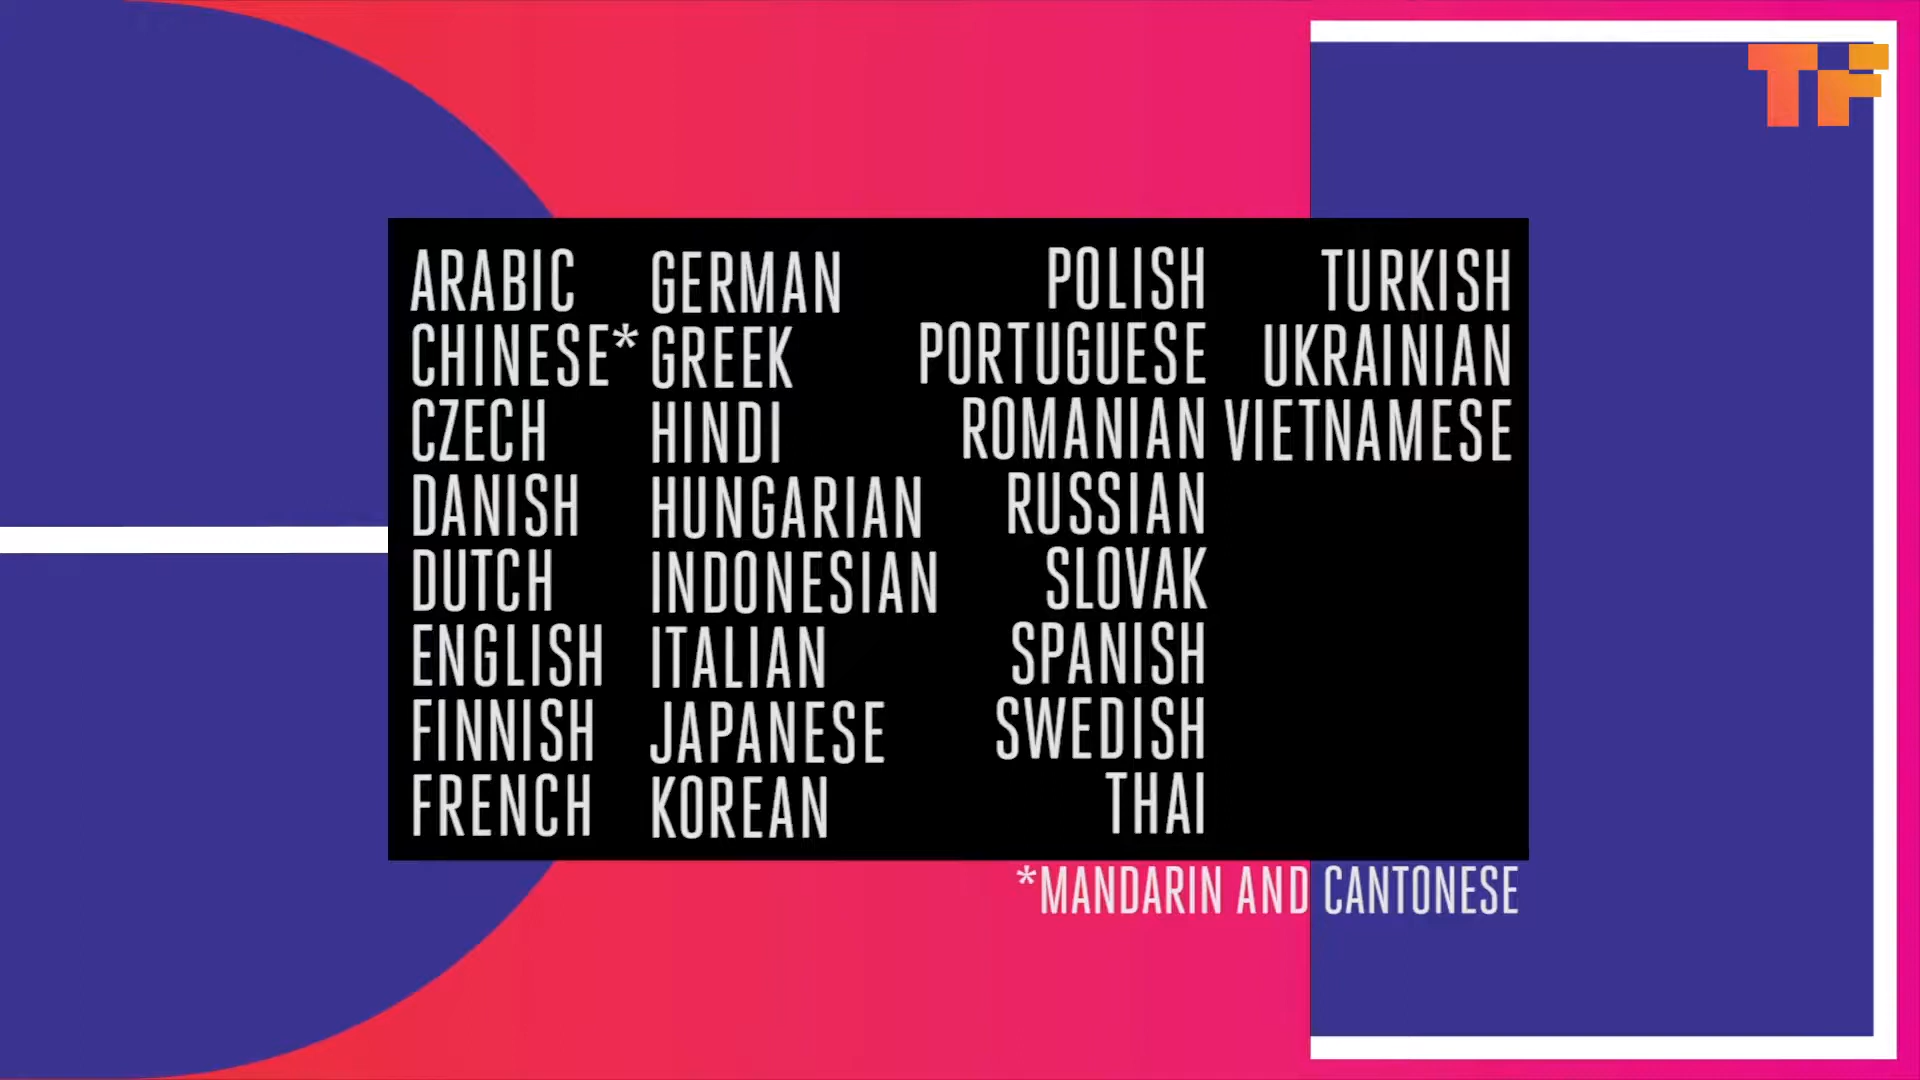 TF
ARABIC
CHINESE*
CZECH
DANISH
DUTCH
ENGLISH
FINNISH
FRENCH
GERMAN
GREEK
HINDI
HUNGARIAN
INDONESIAN
ITALIAN
JAPANESE
KOREAN
POLISH
PORTUGUESE
ROMANIAN
RUSSIAN
SLOVAK
SPANISH
SWEDISH
THAI
TURKISH
UKRAINIAN
VIETNAMESE
*MANDARIN AND CANTONESE